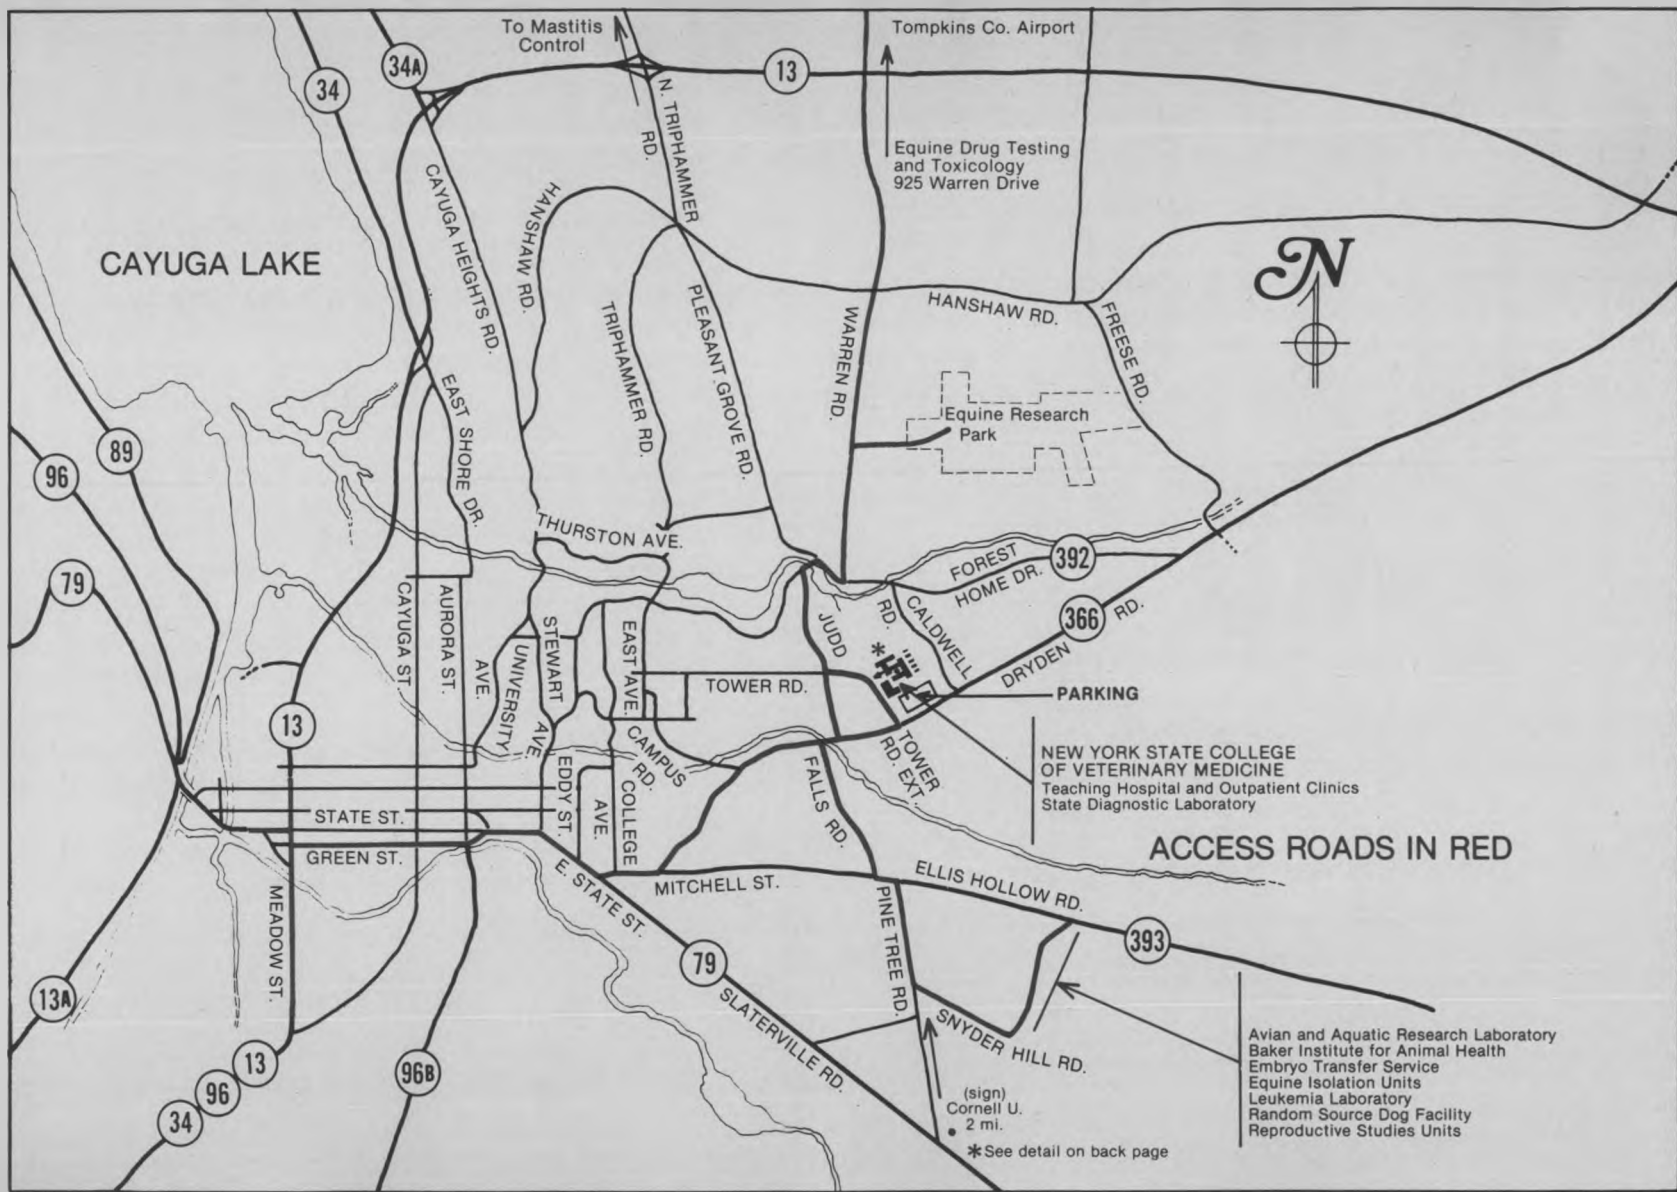 To Mastitis
Control
Tompkins Co. Airport
34
34A
13
N. TRIPHAMMER
RD.
Equine Drug Testing
and Toxicology
925 Warren Drive
CAYUGA LAKE
N
CAYUGA HEIGHTS RD.
HANSHAW RD.
TRIPHAMMER RD.
PLEASANT GROVE RD.
WARREN RD.
HANSHAW RD.
FREESE RD.
EAST SHORE DR.
Equine Research
Park
89
96
79
THURSTON AVE.
FOREST
HOME DR.
392
366
DRYDEN RD.
CAYUGA ST.
AURORA ST.
UNIVERSITY
AVE.
STEWART
AVE.
EAST AVE.
JUDD
FALLS RD.
CALDWELL
RD.
*
TOWER RD.
PARKING
13
CAMPUS
RD.
TOWER
RD. EXT.
NEW YORK STATE COLLEGE
OF VETERINARY MEDICINE
Teaching Hospital and Outpatient Clinics
State Diagnostic Laboratory
EDDY ST.
COLLEGE
AVE.
STATE ST.
GREEN ST.
ACCESS ROADS IN RED
MEADOW ST.
E. STATE ST.
MITCHELL ST.
ELLIS HOLLOW RD.
PINE TREE RD.
393
79
13A
SLATERVILLE RD.
SNYDER HILL RD.
13
96
34
96B
(sign)
Cornell U.
2 mi.
*See detail on back page
Avian and Aquatic Research Laboratory
Baker Institute for Animal Health
Embryo Transfer Service
Equine Isolation Units
Leukemia Laboratory
Random Source Dog Facility
Reproductive Studies Units